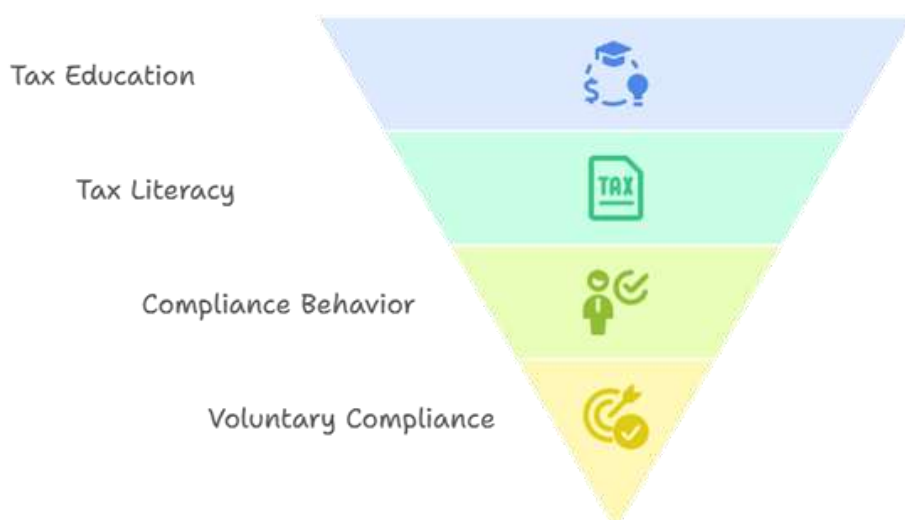 Tax Education
TAX
Tax Literacy
Compliance Behavior
Voluntary Compliance
$